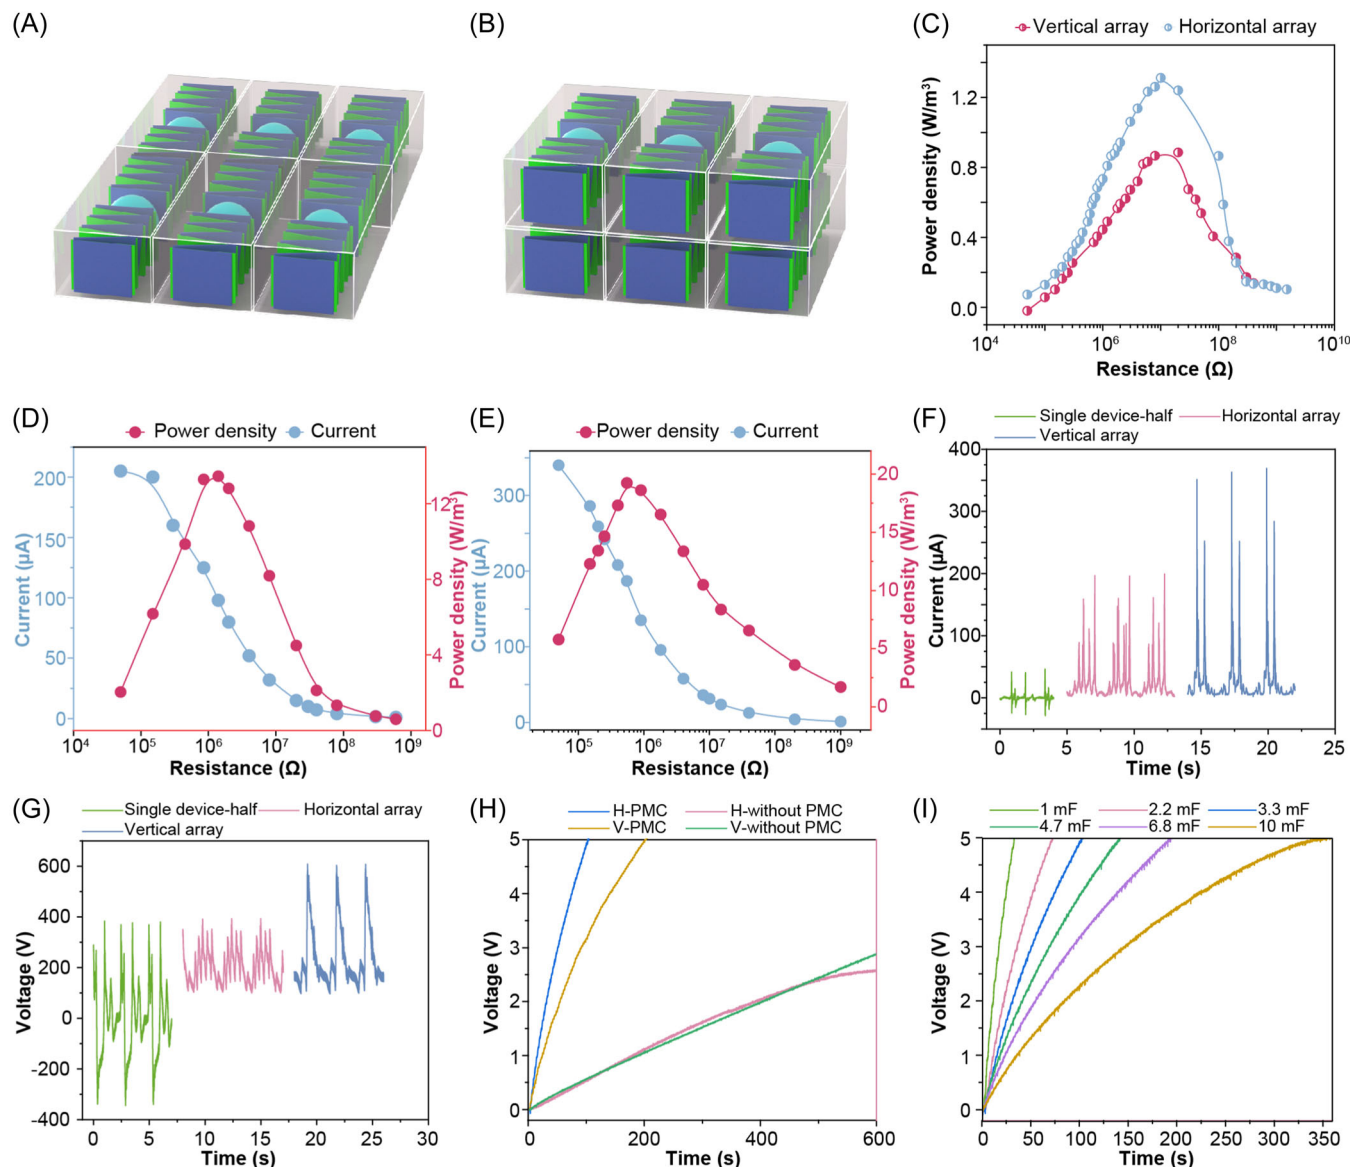 (A)
(B)
(C)
Vertical array Horizontal array
Power density (W/m³)
1.2
0.8
0.4
0.0
10⁴ 10⁶ 10⁸ 10¹⁰
Resistance (Ω)
(D)
Power density Current
Current (µA)
200
150
100
50
0
Power density (W/m³)
12
8
4
0
10⁴ 10⁵ 10⁶ 10⁷ 10⁸ 10⁹
Resistance (Ω)
(E)
Power density Current
Current (µA)
300
200
100
0
Power density (W/m³)
20
15
10
5
0
10⁵ 10⁶ 10⁷ 10⁸ 10⁹
Resistance (Ω)
(F)
Single device-half Horizontal array
Vertical array
Current (µA)
400
300
200
100
0
0 5 10 15 20 25
Time (s)
(G)
Single device-half Horizontal array
Vertical array
Voltage (V)
600
400
200
0
-200
-400
0 5 10 15 20 25 30
Time (s)
(H)
H-PMC H-without PMC
V-PMC V-without PMC
Voltage (V)
5
4
3
2
1
0
0 200 400 600
Time (s)
(I)
1 mF 2.2 mF 3.3 mF
4.7 mF 6.8 mF 10 mF
Voltage (V)
5
4
3
2
1
0
0 50 100 150 200 250 300 350
Time (s)